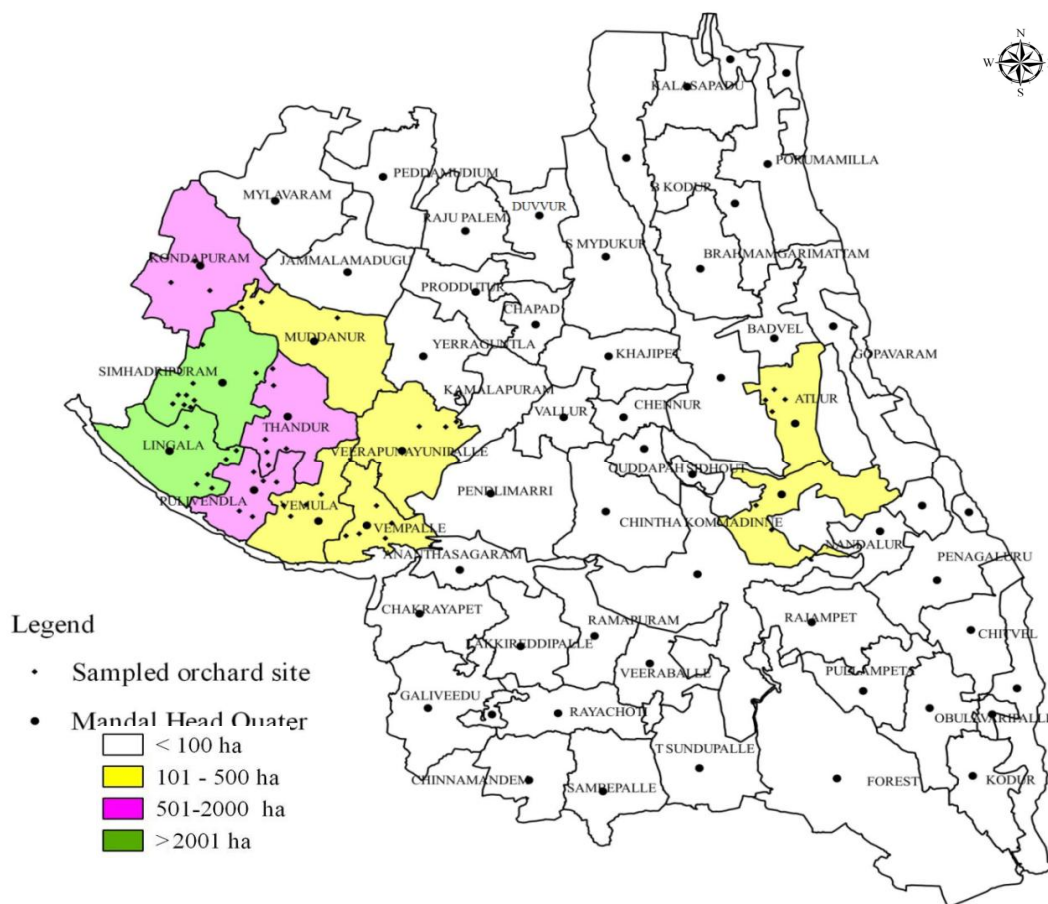 N
W
E
S
KALASAPADU
PORUMAMILLA
PEDDAMUDIUM
B KODUR
MYLAVARAM
DUVVUR
RAJU PALEM
S MYDUKUR
BRAHMAMGARIMATTAM
KONDAPURAM
JAMMALAMADUGU
PRODDUTUR
CHAPAD
BADVEL
MUDDANUR
YERRAGUNTLA
KHAJIPET
GOPAVARAM
SIMHADRIPURAM
KAMALAPURAM
ATLUR
CHENNUR
VALLUR
THANDUR
LINGALA
VEERAPUNAYUNIPALLE
CUDDAPAH
SIDHOUT
PENDLIMARRI
PULIVENDLA
VEMULA
CHINTHA KOMMADINNE
VEMPALLE
NANDALUR
ANANTHASAGARAM
PENAGALURU
CHAKRAYAPET
RAMAPURAM
RAJAMPET
CHITVEL
LAKKIREDDIPALLE
VEERABALLE
PULLAMPETA
GALIVEEDU
RAYACHOTI
OBULAVARIPALLE
T SUNDUPALLE
CHINNAMANDEM
SAMBEPALLE
FOREST
KODUR
Legend
Sampled orchard site
Mandal Head Quater
< 100 ha
101 - 500 ha
501-2000 ha
>2001 ha